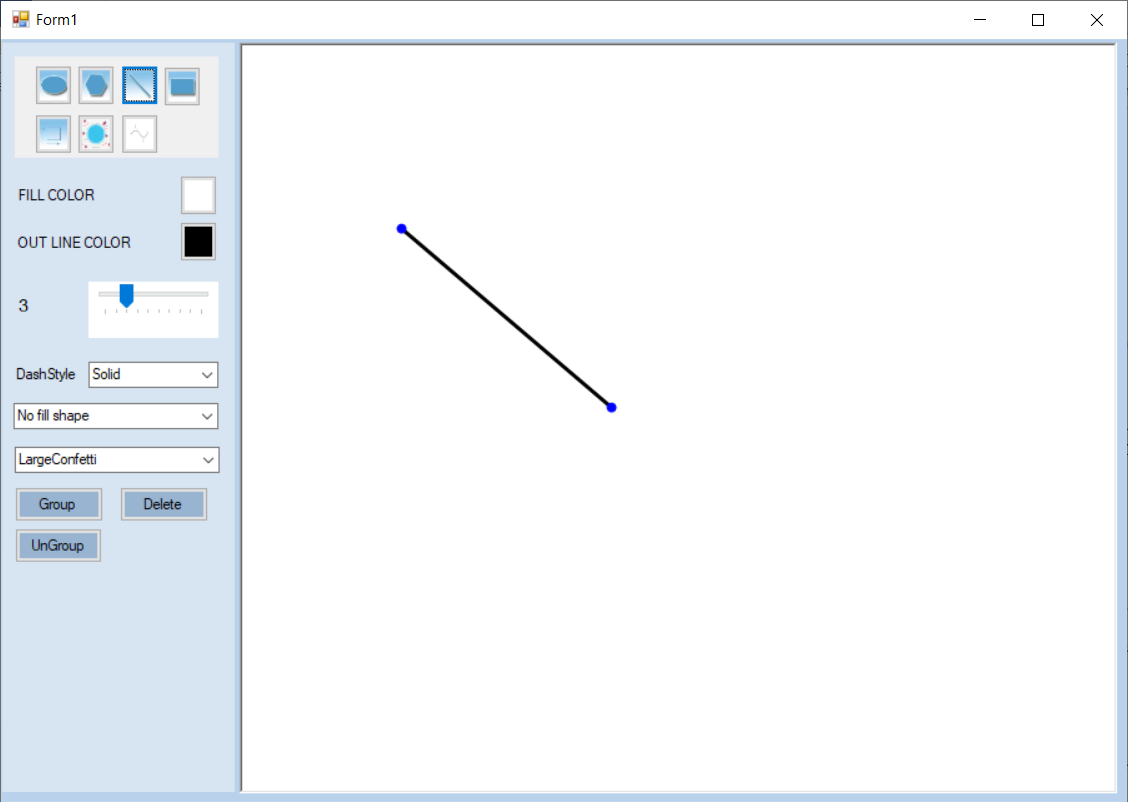 Form1
FILL COLOR
OUT LINE COLOR
3
DashStyle Solid
No fill shape
LargeConfetti
Group Delete
UnGroup